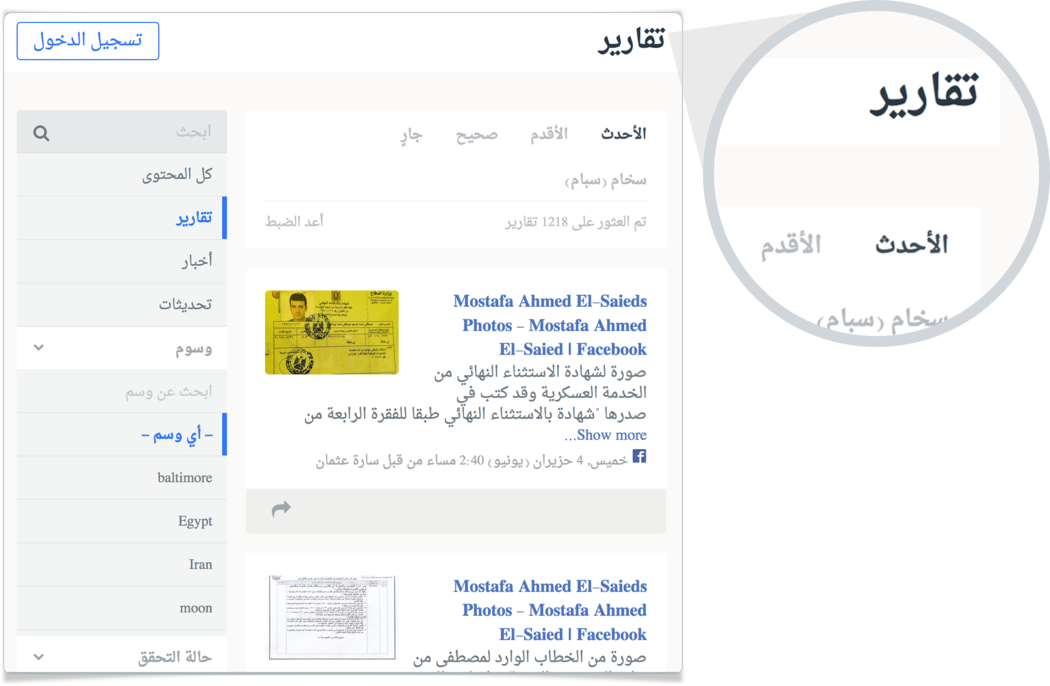 تقارير
تسجيل الدخول
الأحدث
الأقدم
صحيح
جارٍ
سخام (سبام)
تم العثور على 1218 تقارير
أعد الضبط
Mostafa Ahmed El-Saieds
Photos - Mostafa Ahmed
El-Saied | Facebook
صورة لشهادة الاستثناء النهائي من
الخدمة العسكرية وقد كتب في
صدرها "شهادة بالاستثناء النهائي طبقا للفقرة الرابعة من
Show more...
خميس، 4 حزيران (يونيو) 2:40 مساء من قبل سارة عثمان
Mostafa Ahmed El-Saieds
Photos - Mostafa Ahmed
El-Saied | Facebook
صورة من الخطاب الوارد لمصطفى من
ابحث
كل المحتوى
تقارير
أخبار
تحديثات
وسوم
ابحث عن وسم
– أي وسم –
baltimore
Egypt
Iran
moon
حالة التحقق
تقارير
الأحدث
الأقدم
سخام (سبام)